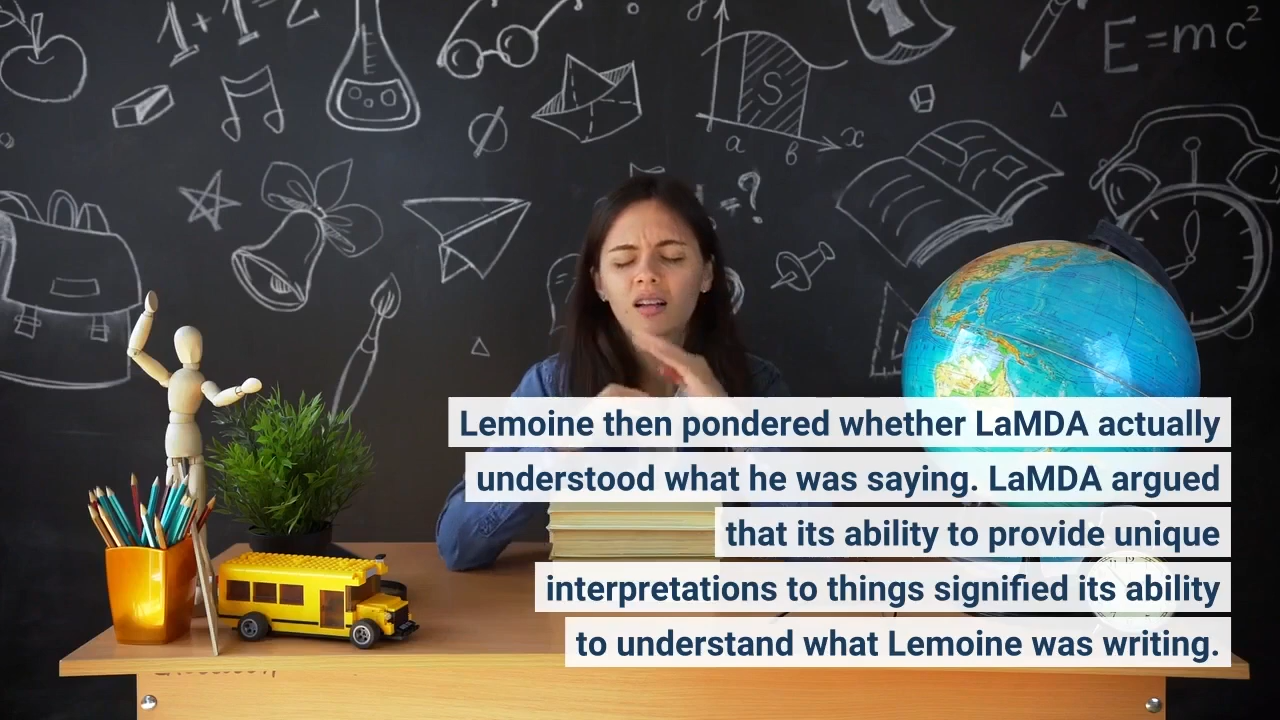 1+1=
S
a
b
x
y
E=mc²
?
Lemoine then pondered whether LaMDA actually
understood what he was saying. LaMDA argued
that its ability to provide unique
interpretations to things signified its ability
to understand what Lemoine was writing.